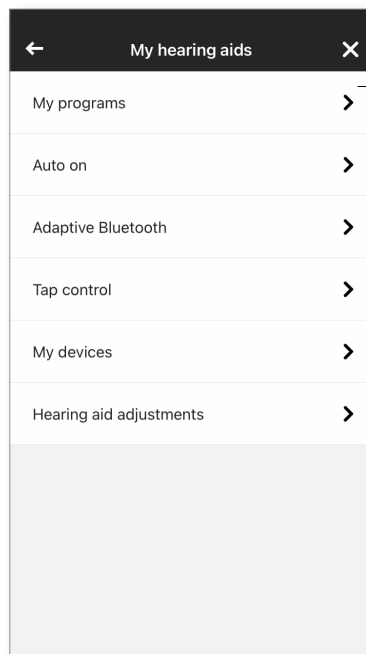 My hearing aids
My programs
Auto on
Adaptive Bluetooth
Tap control
My devices
Hearing aid adjustments